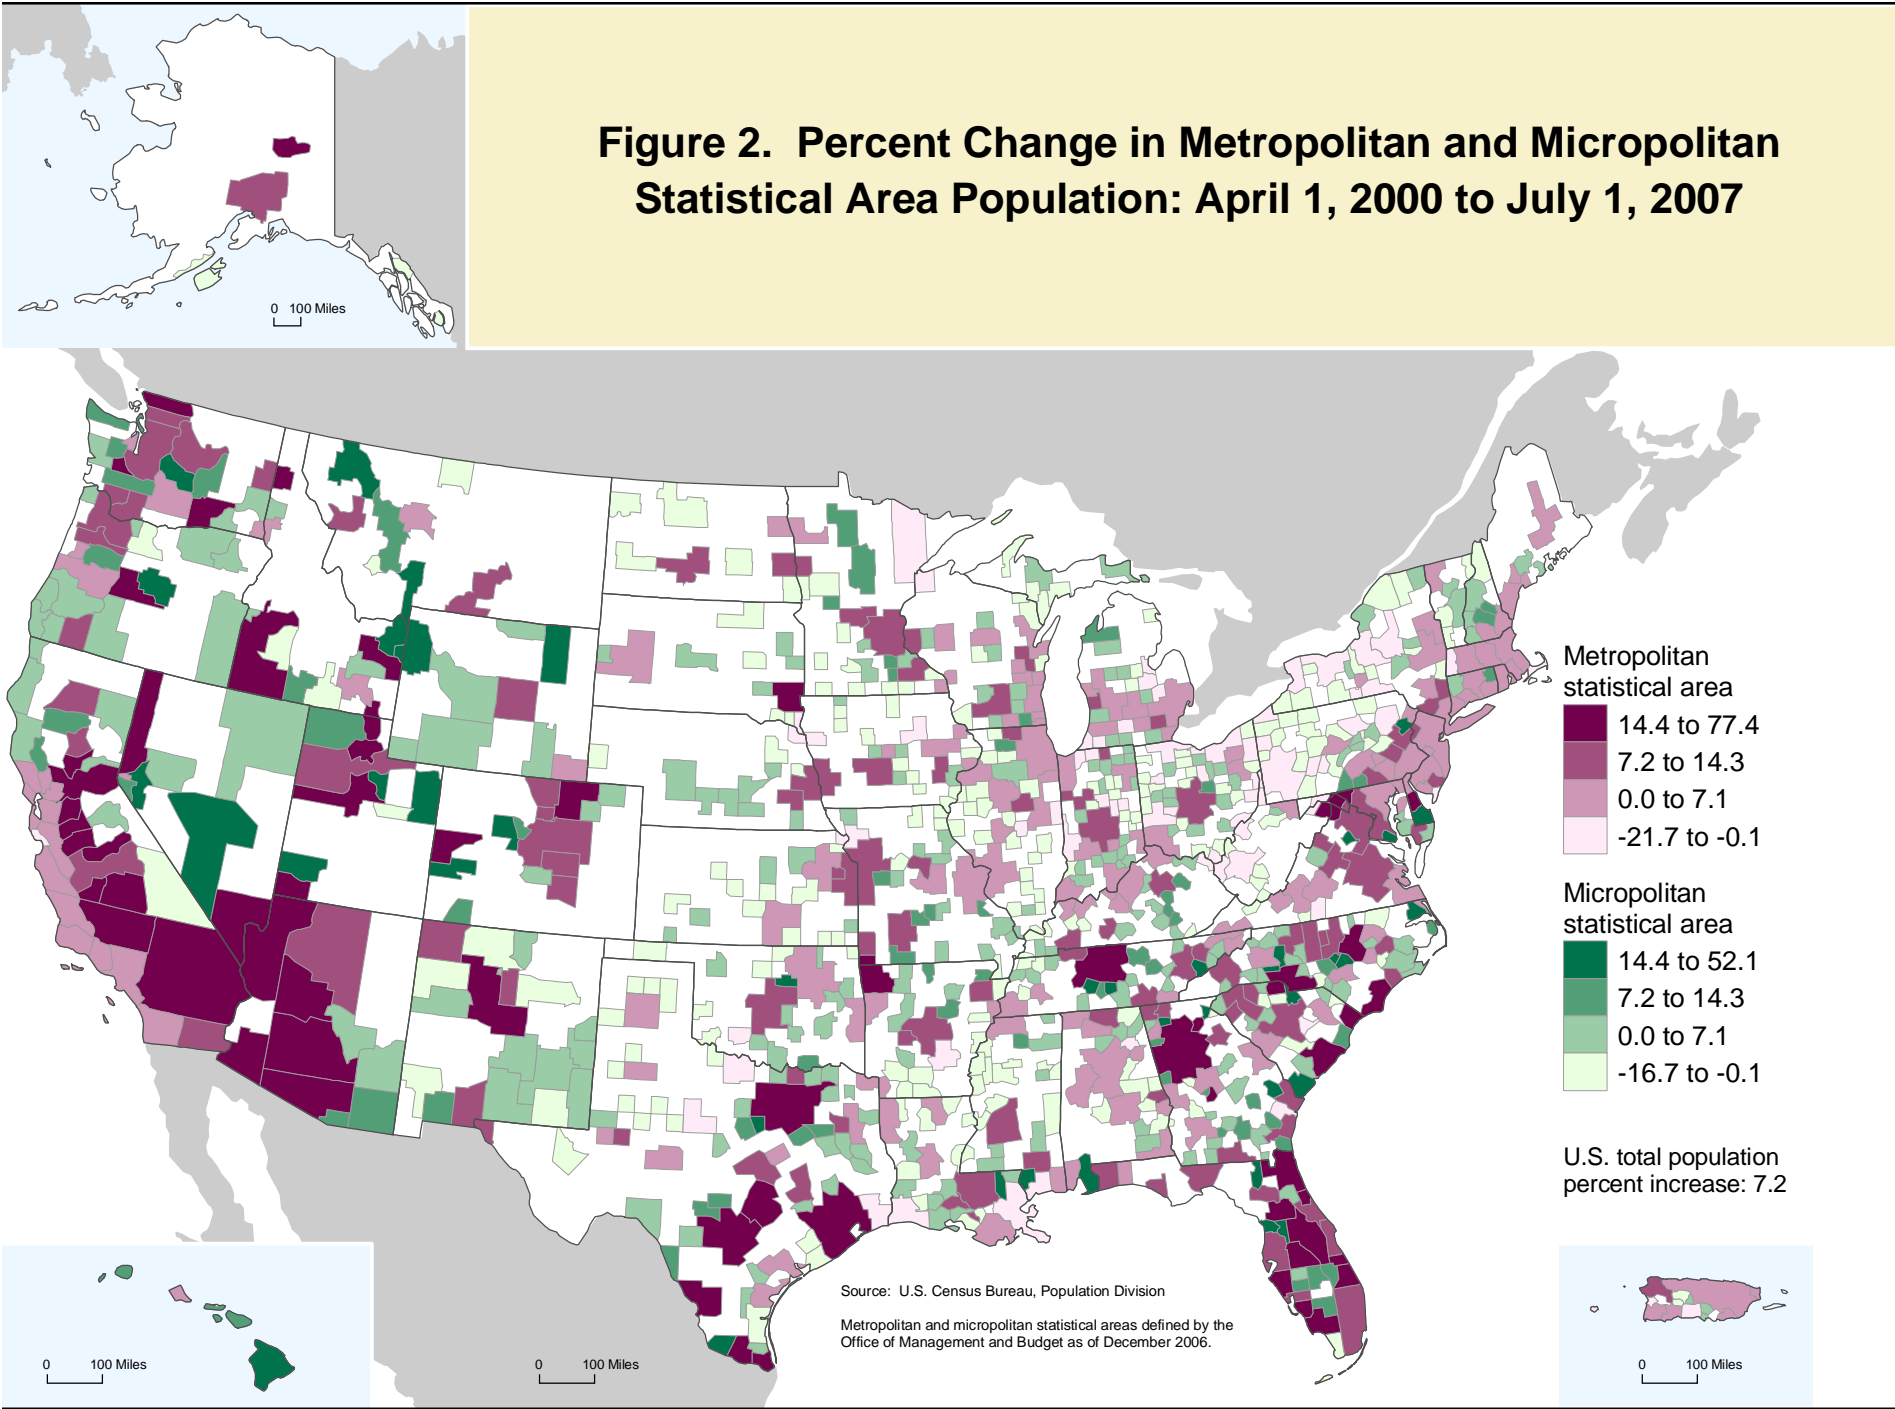 Figure 2.  Percent Change in Metropolitan and Micropolitan
Statistical Area Population: April 1, 2000 to July 1, 2007
0   100 Miles
Metropolitan
statistical area
14.4 to 77.4
7.2 to 14.3
0.0 to 7.1
-21.7 to -0.1
Micropolitan
statistical area
14.4 to 52.1
7.2 to 14.3
0.0 to 7.1
-16.7 to -0.1
U.S. total population
percent increase: 7.2
Source:  U.S. Census Bureau, Population Division
Metropolitan and micropolitan statistical areas defined by the
Office of Management and Budget as of December 2006.
0   100 Miles
0   100 Miles
0   100 Miles